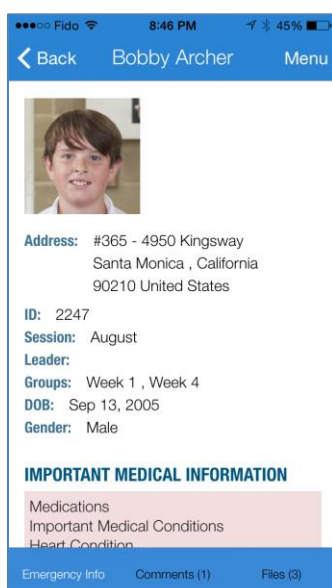 Fido 8:46 PM 45%
Back Bobby Archer Menu
Address: #365 - 4950 Kingsway
Santa Monica , California
90210 United States
ID: 2247
Session: August
Leader:
Groups: Week 1 , Week 4
DOB: Sep 13, 2005
Gender: Male
IMPORTANT MEDICAL INFORMATION
Medications
Important Medical Conditions
Heart Condition
Emergency Info Comments (1) Files (3)